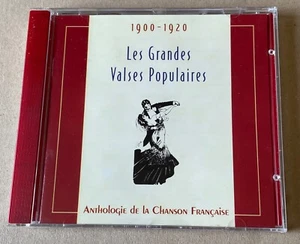 1900-1920
Les Grandes
Valses Populaires
Anthologie de la Chanson Française